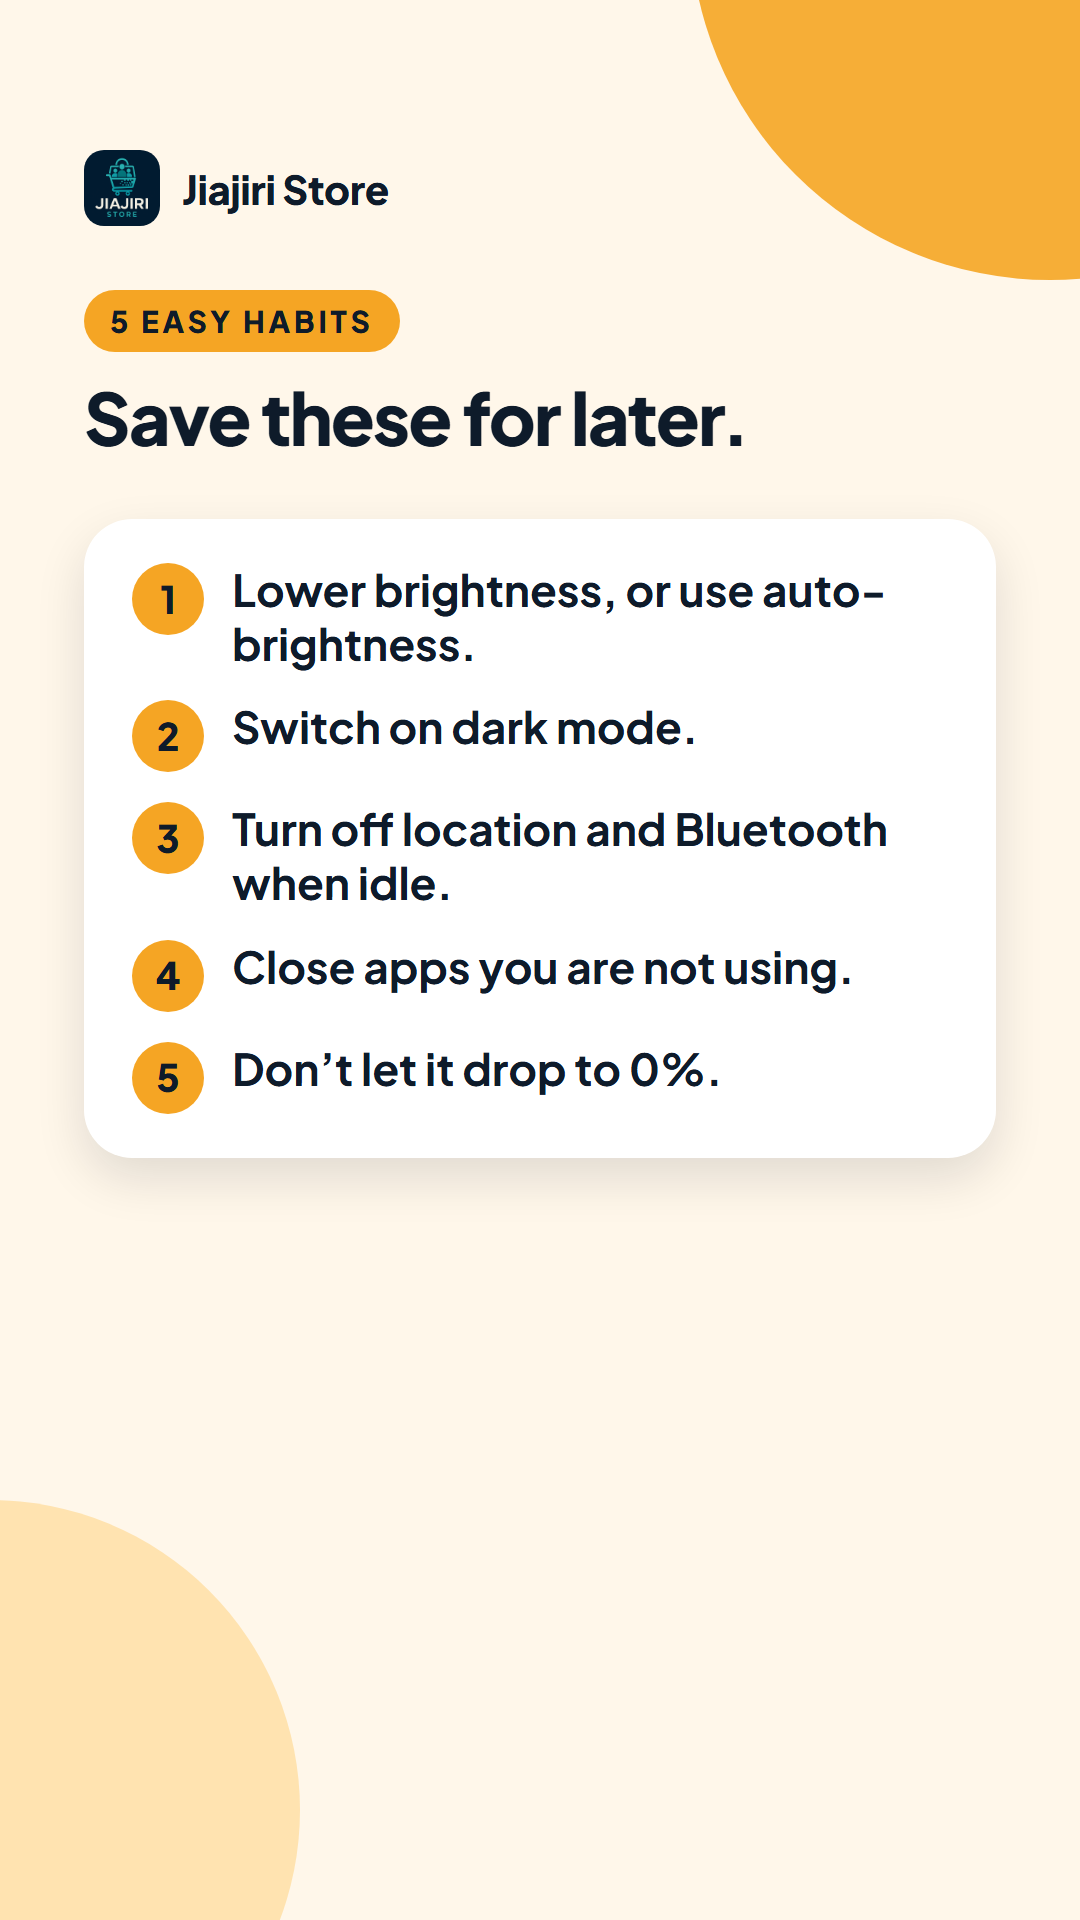 JIAJIRI
STORE
Jiajiri Store
5 EASY HABITS
Save these for later.
1 Lower brightness, or use auto-
brightness.
2 Switch on dark mode.
3 Turn off location and Bluetooth
when idle.
4 Close apps you are not using.
5 Don’t let it drop to 0%.